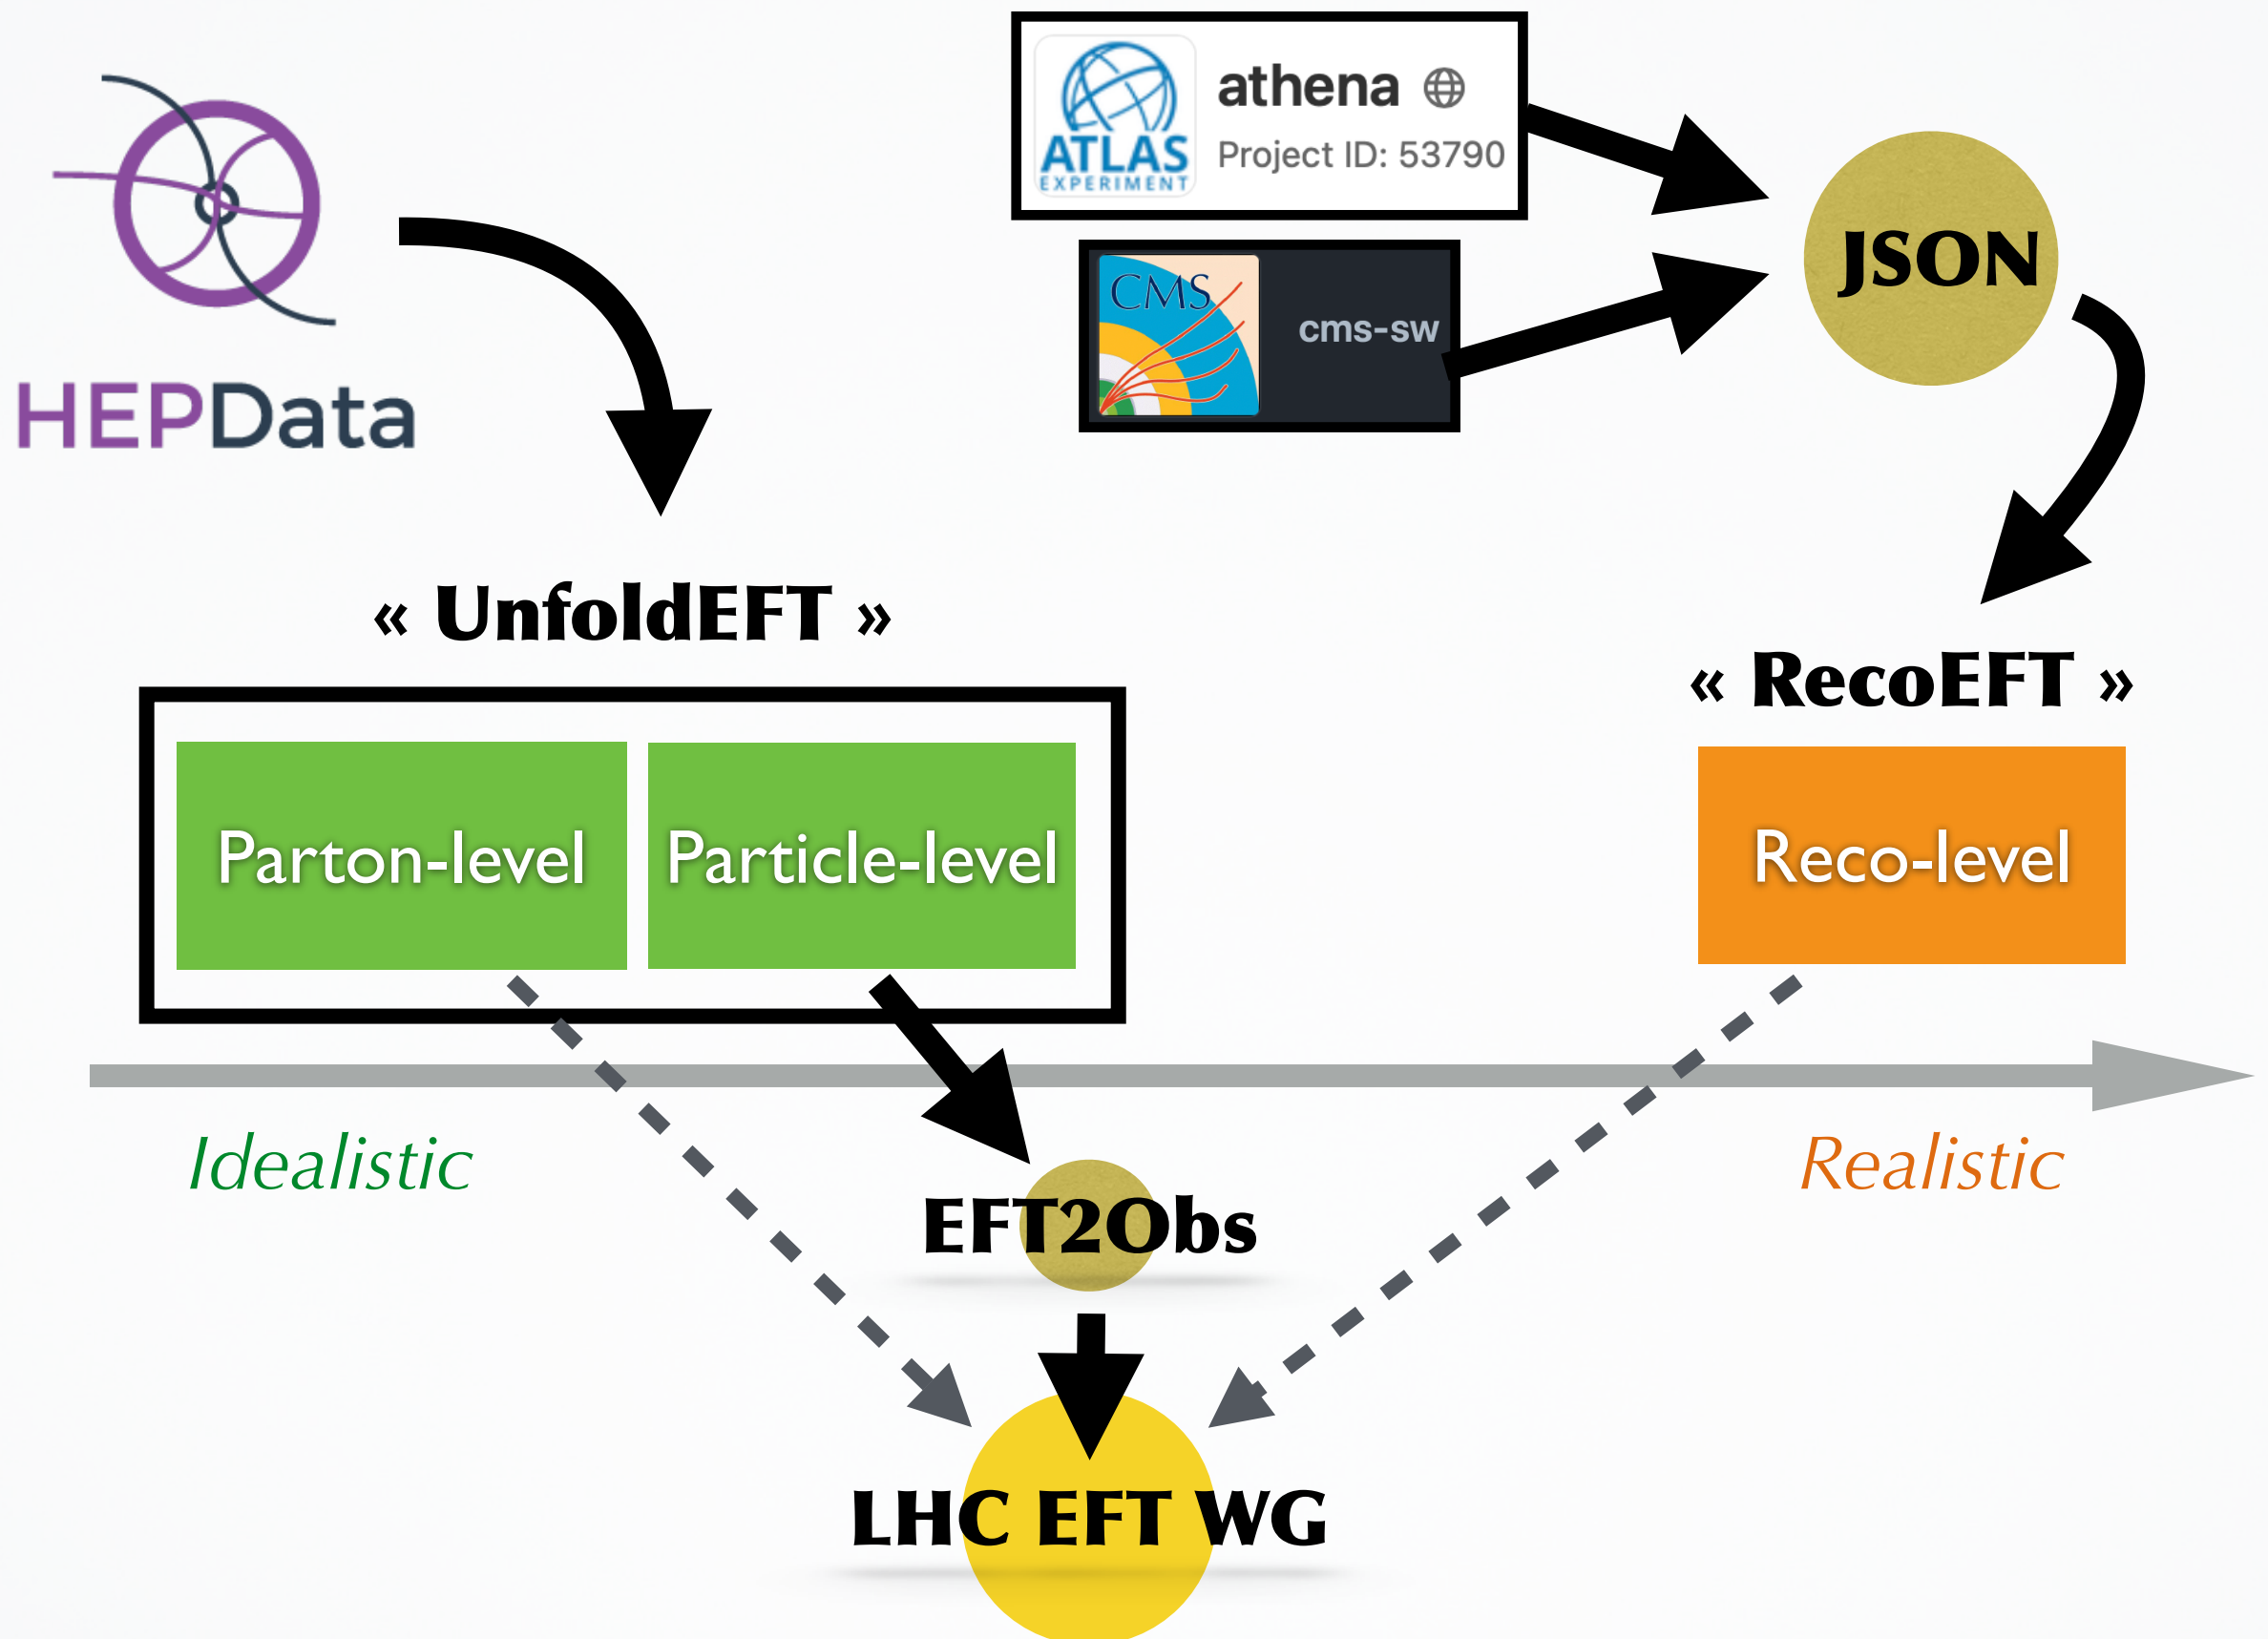 athena
Project ID: 53790
ATLAS
EXPERIMENT
CMS
cms-sw
JSON
HEPData
« UnfoldEFT »
« RecoEFT »
Parton-level
Particle-level
Reco-level
Idealistic
Realistic
EFT2Obs
LHC EFT WG